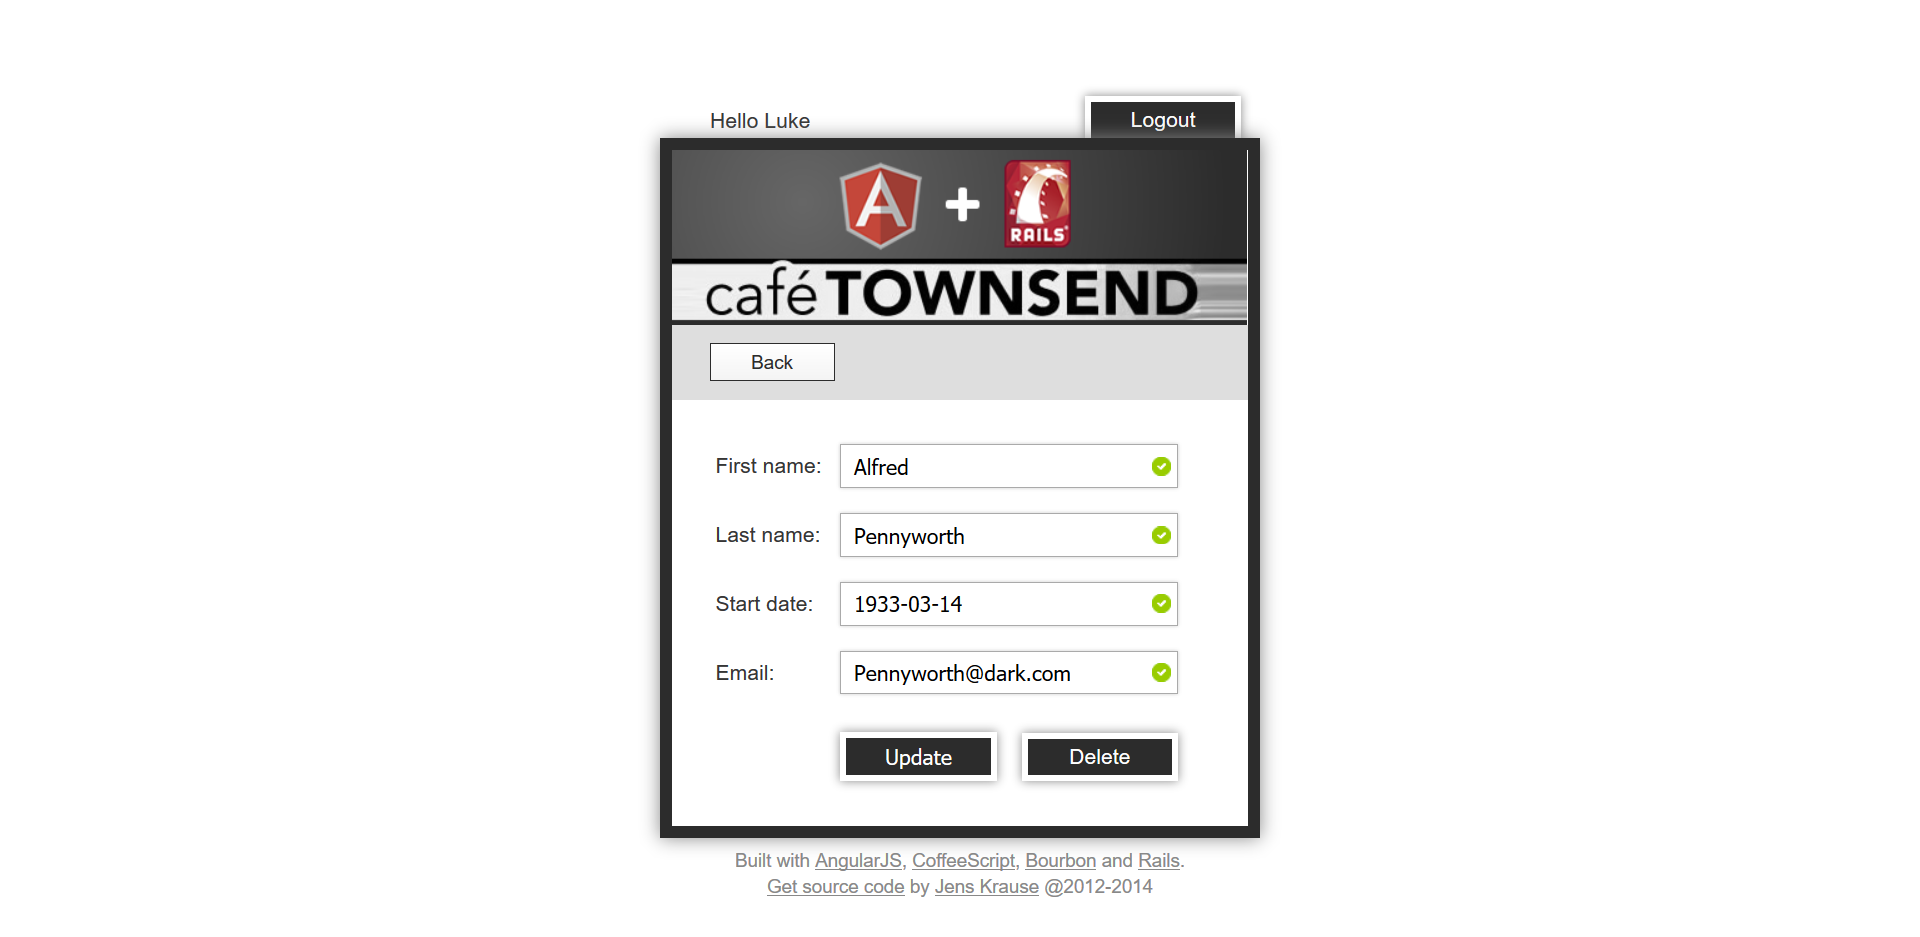 Hello Luke
Logout
RAILS
café TOWNSEND
Back
First name: Alfred
Last name: Pennyworth
Start date: 1933-03-14
Email: Pennyworth@dark.com
Update Delete
Built with AngularJS, CoffeeScript, Bourbon and Rails.
Get source code by Jens Krause @2012-2014